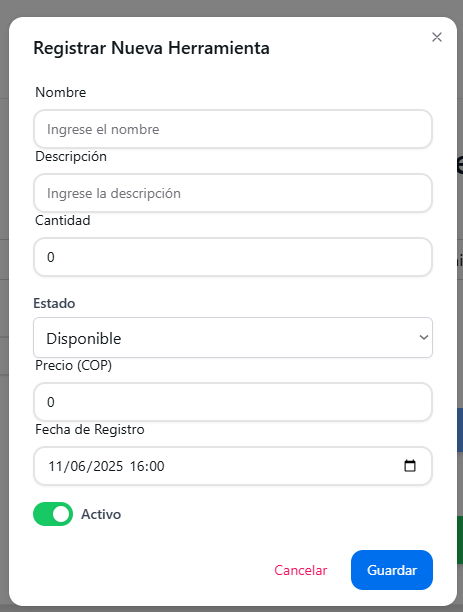 Registrar Nueva Herramienta
Nombre
Ingrese el nombre
Descripción
Ingrese la descripción
Cantidad
0
Estado
Disponible
Precio (COP)
0
Fecha de Registro
11/06/2025 16:00
Activo
Cancelar
Guardar